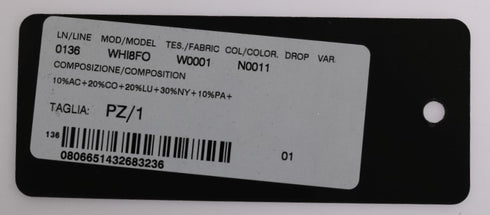 LN/LINE MOD/MODEL TES./FABRIC COL/COLOR. DROP VAR.
0136 WHI8FO W0001 N0011
COMPOSIZIONE/COMPOSITION
10%AC+20%CO+20%LU+30%NY+10%PA+
TAGLIA: PZ/1
136
0806651432683236 01